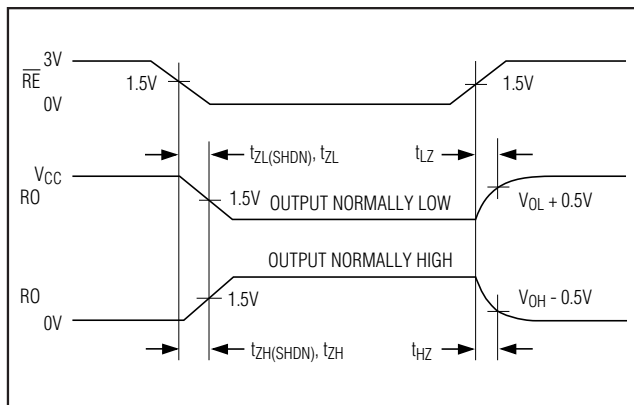 3V
R̅E̅
1.5V
1.5V
0V
tZL(SHDN), tZL
tLZ
VCC
RO
1.5V
OUTPUT NORMALLY LOW
VOL + 0.5V
OUTPUT NORMALLY HIGH
RO
1.5V
VOH - 0.5V
0V
tZH(SHDN), tZH
tHZ